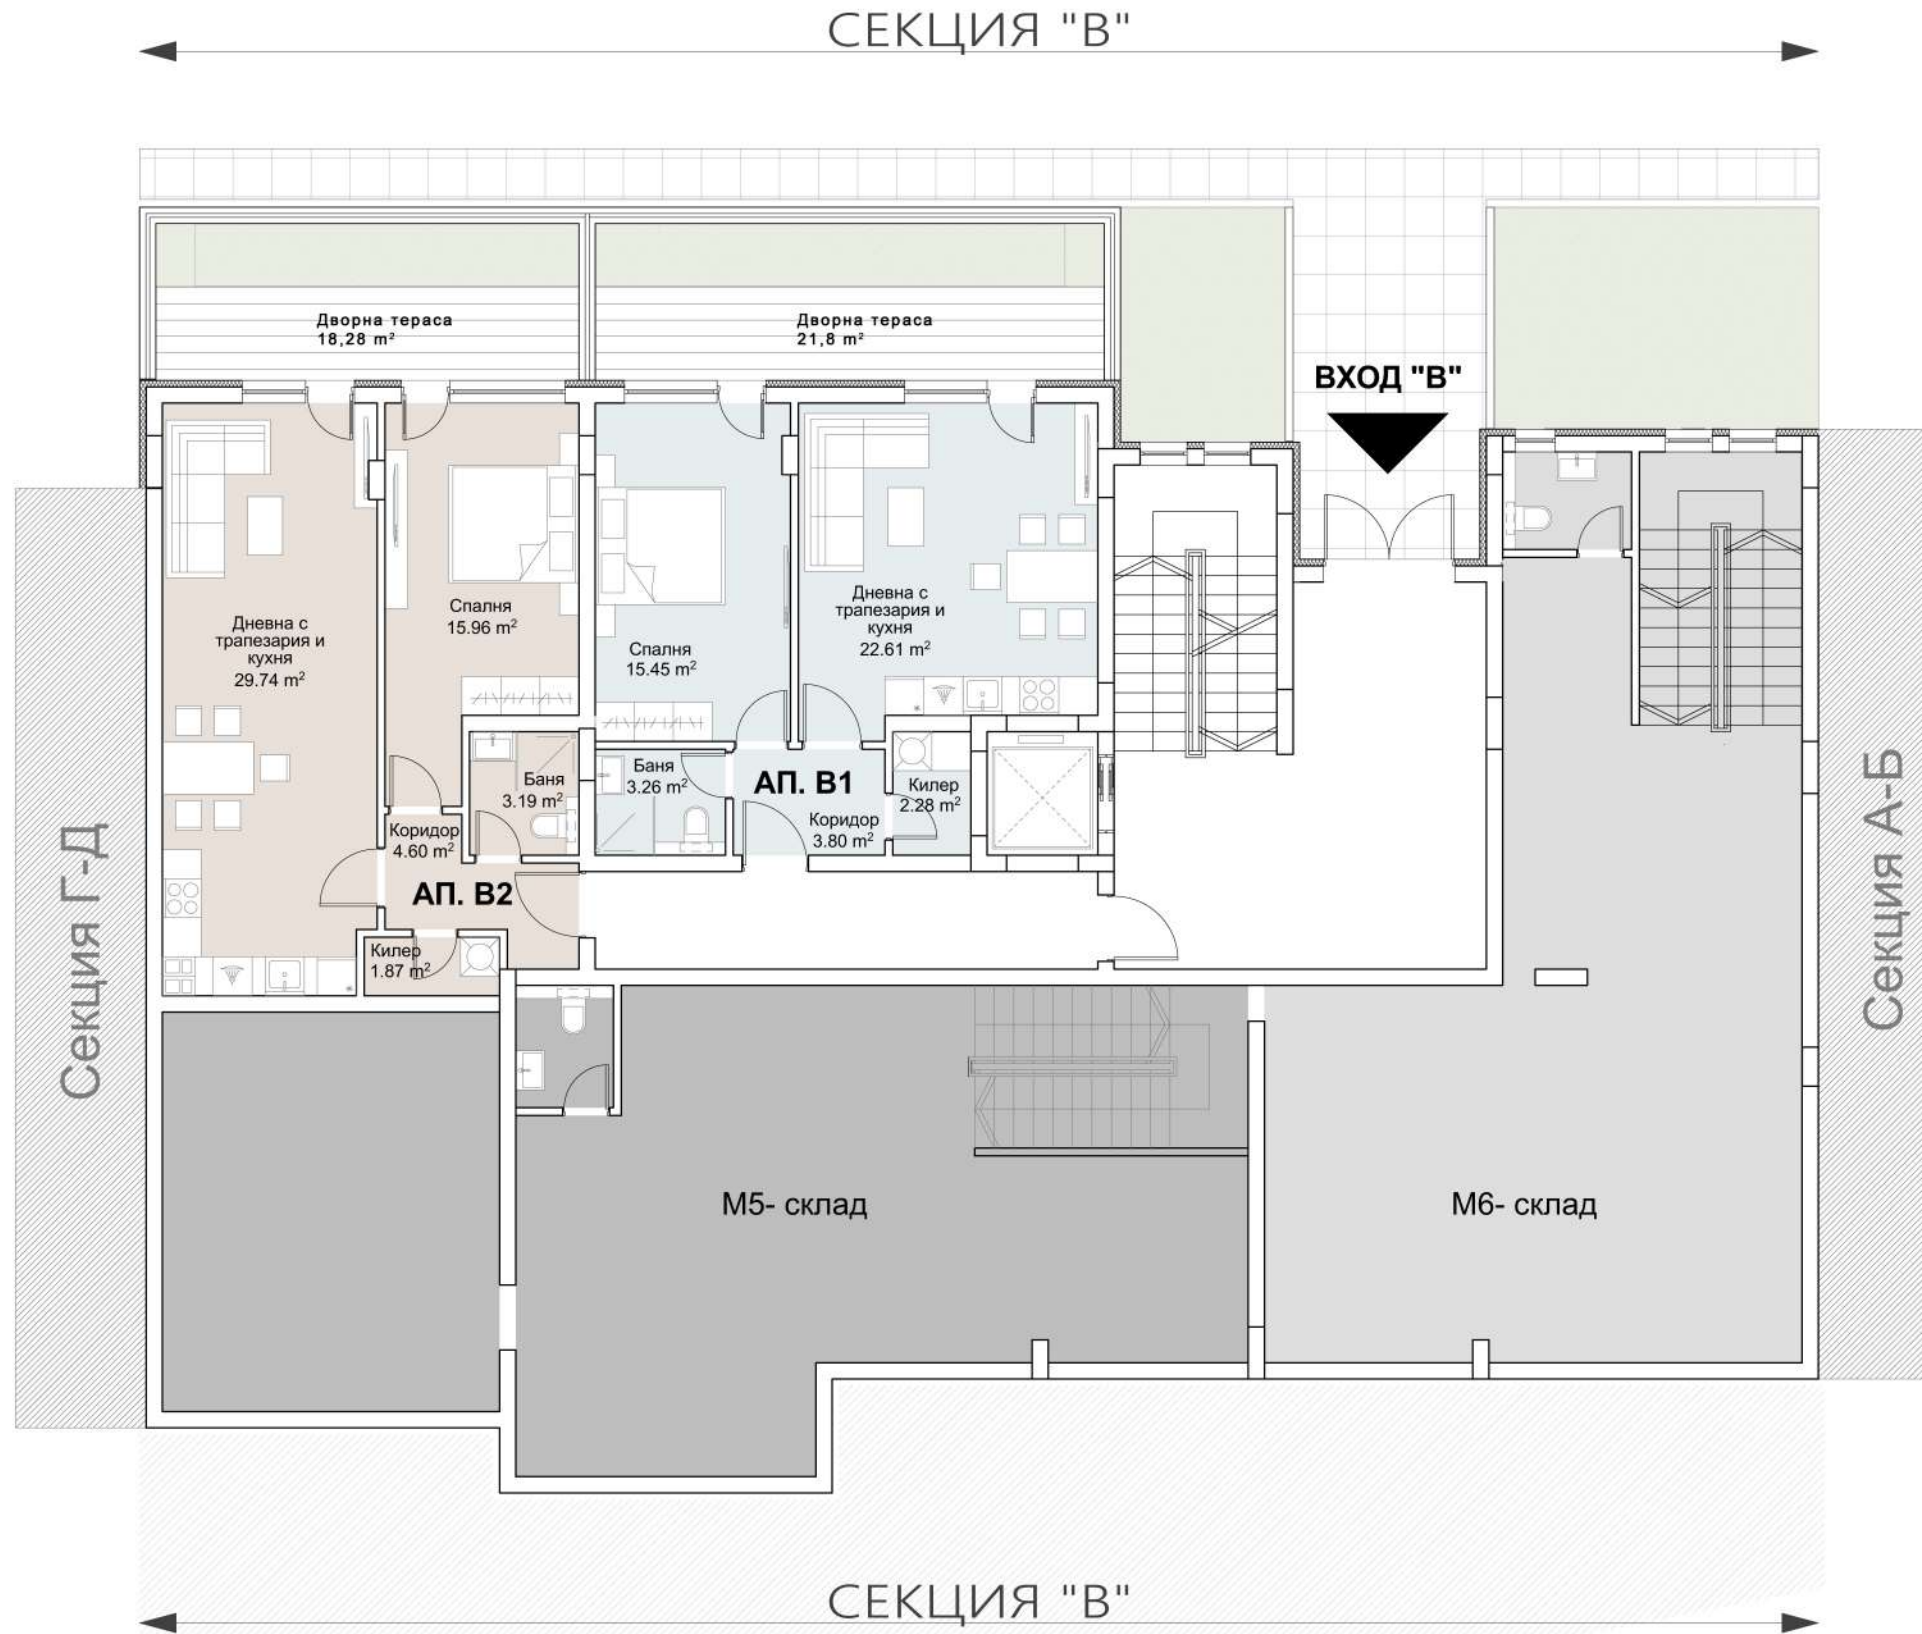 СЕКЦИЯ "В"
Дворна тераса
18,28 m²
Дворна тераса
21,8 m²
ВХОД "В"
Дневна с
трапезария и
кухня
29.74 m²
Спалня
15.96 m²
Спалня
15.45 m²
Дневна с
трапезария и
кухня
22.61 m²
Баня
3.19 m²
Баня
3.26 m²
АП. В1
Килер
2.28 m²
Коридор
3.80 m²
Коридор
4.60 m²
АП. В2
Килер
1.87 m²
Секция Г-Д
Секция А-Б
М5- склад
М6- склад
СЕКЦИЯ "В"